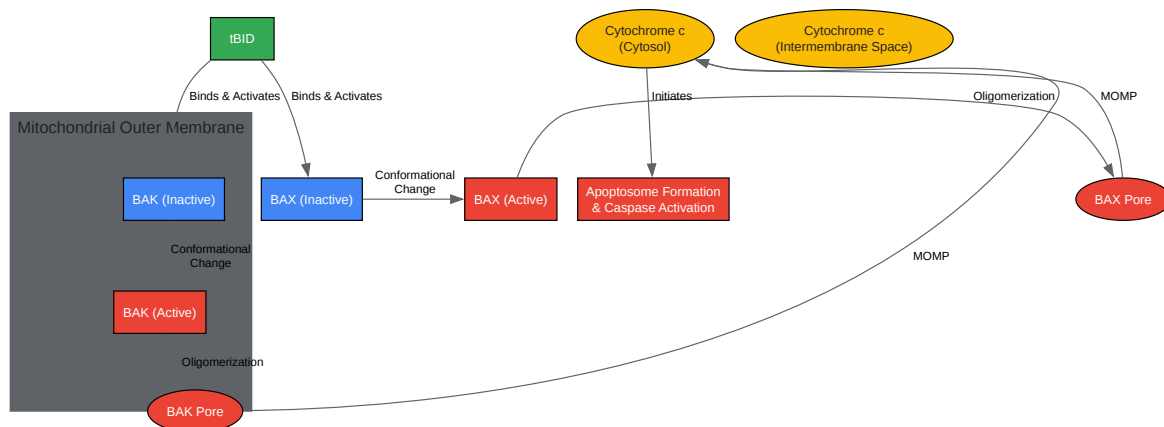 tBID
Cytochrome c
(Cytosol)
Cytochrome c
(Intermembrane Space)
Binds & Activates
Binds & Activates
Initiates
Oligomerization
MOMP
Mitochondrial Outer Membrane
BAK (Inactive)
BAX (Inactive)
Conformational
Change
BAX (Active)
Apoptosome Formation
& Caspase Activation
BAX Pore
Conformational
Change
MOMP
BAK (Active)
Oligomerization
BAK Pore